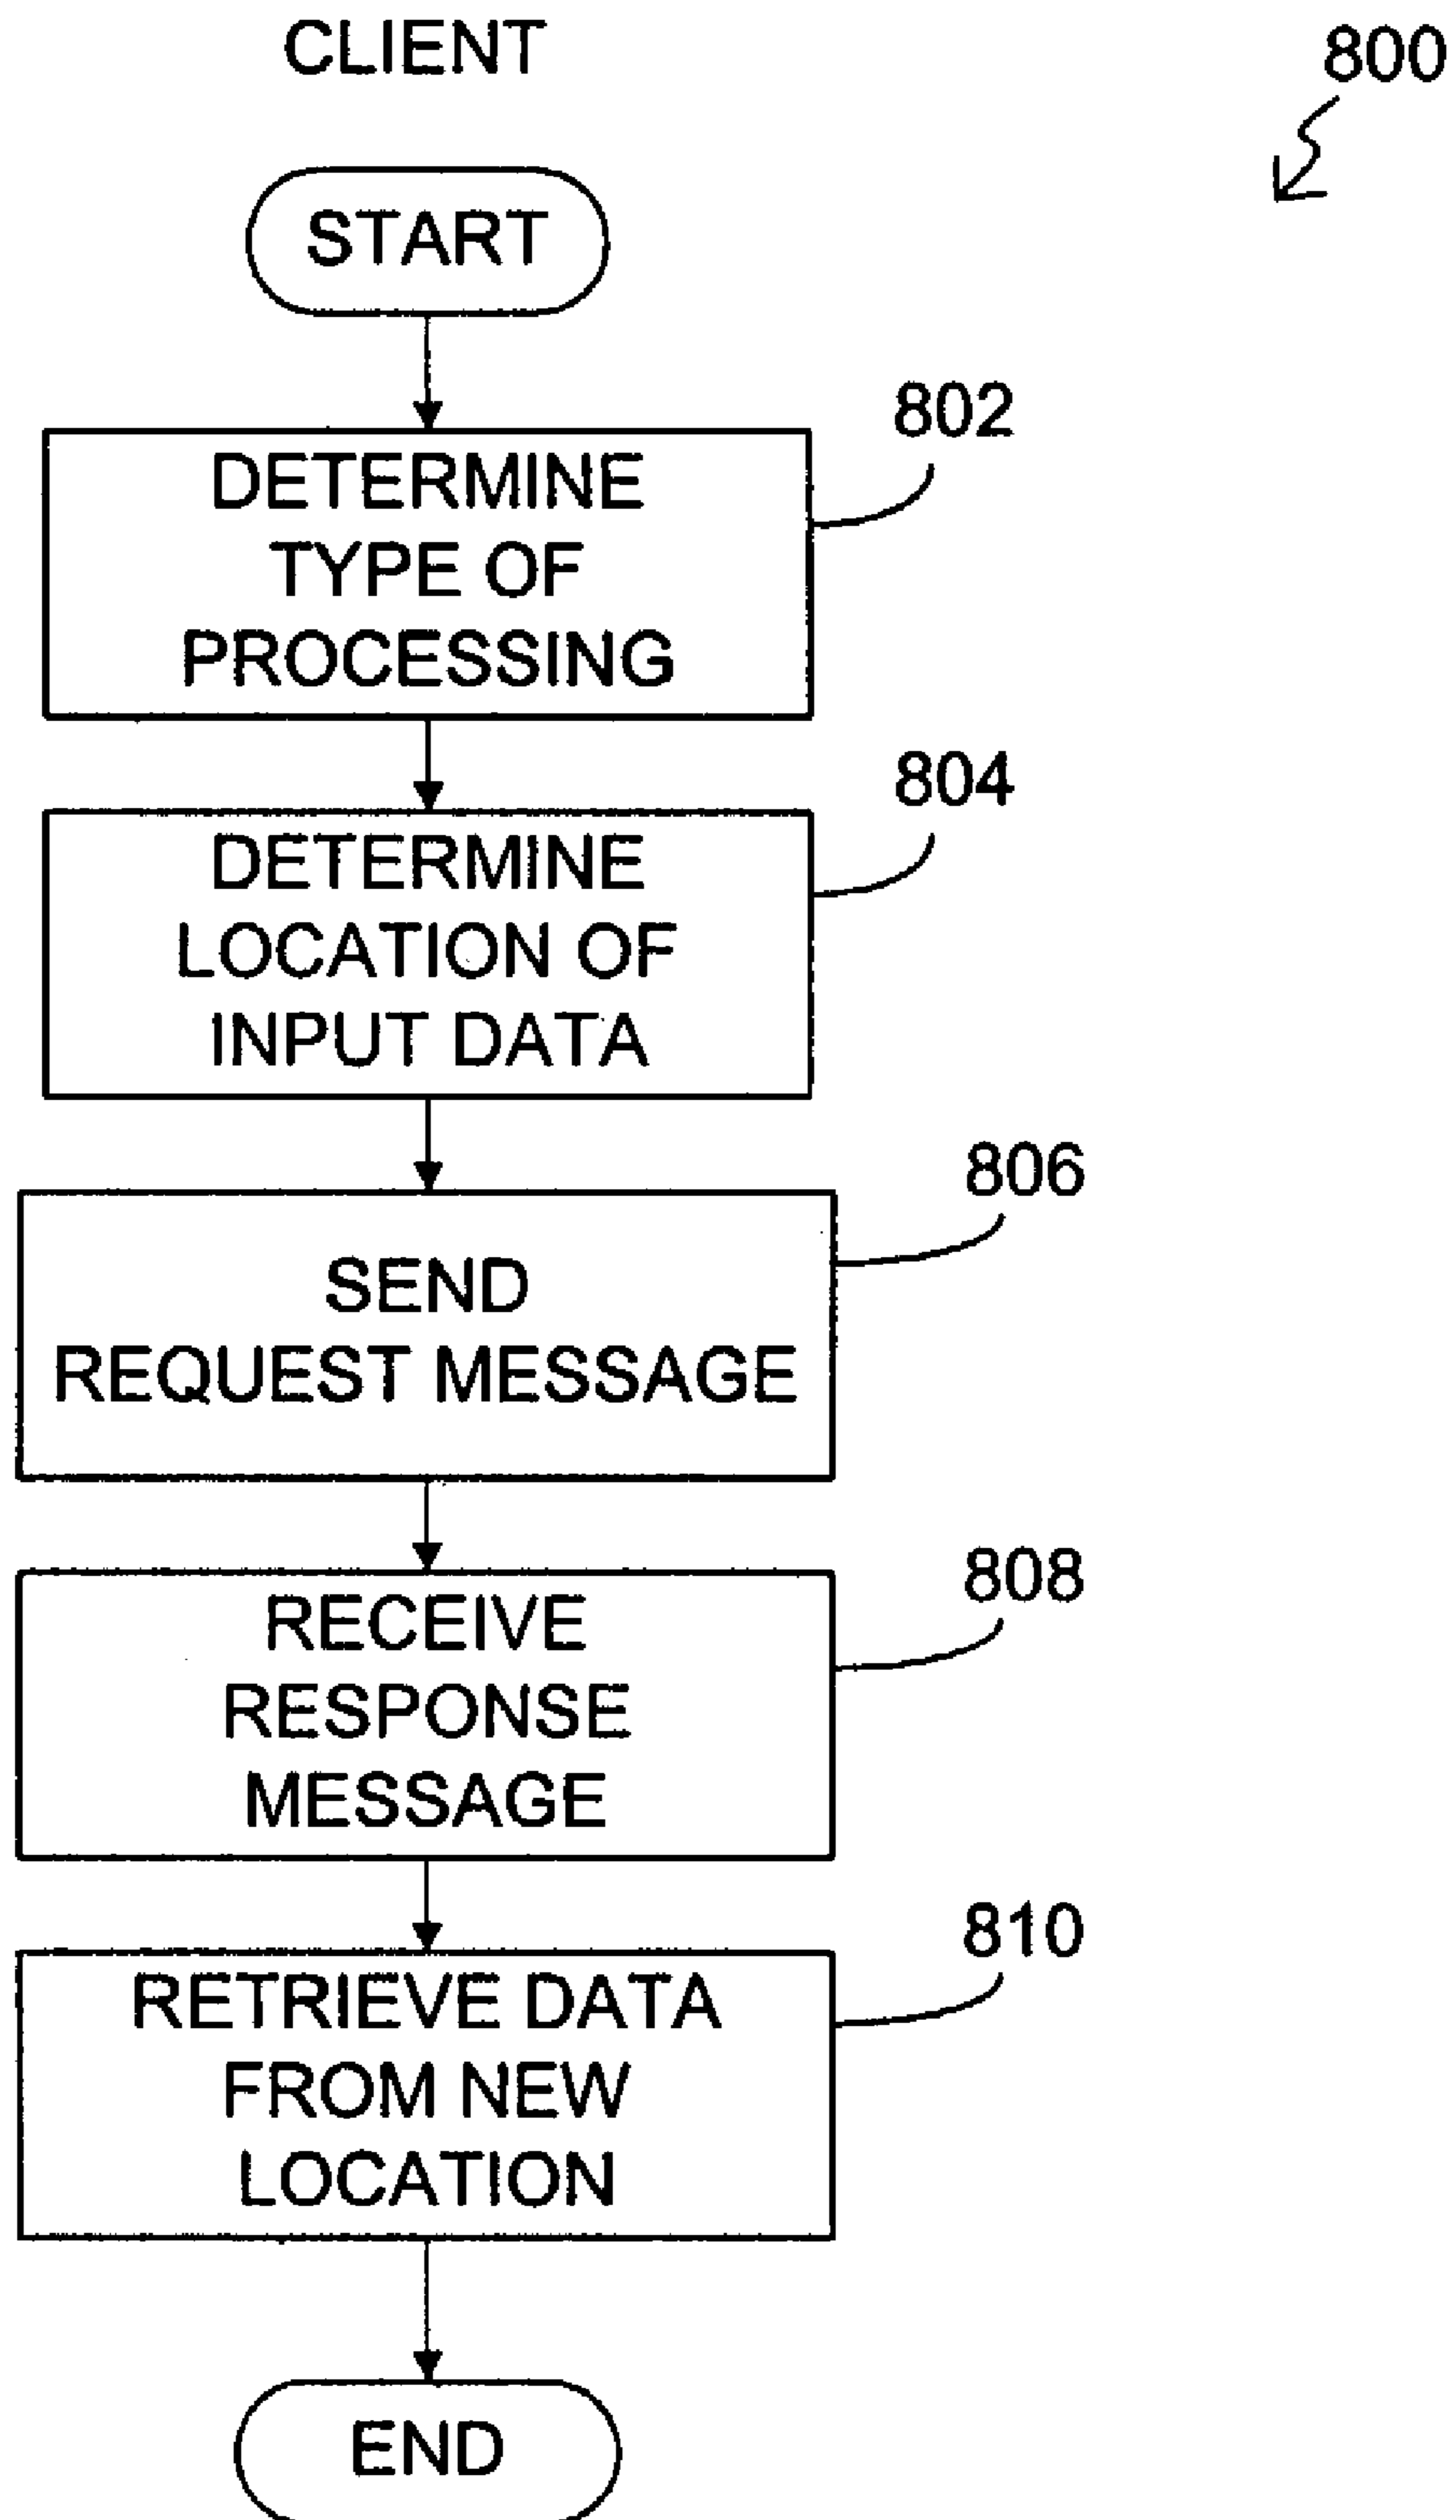 CLIENT
800
START
802
DETERMINE
TYPE OF
PROCESSING
804
DETERMINE
LOCATION OF
INPUT DATA
806
SEND
REQUEST MESSAGE
808
RECEIVE
RESPONSE
MESSAGE
810
RETRIEVE DATA
FROM NEW
LOCATION
END